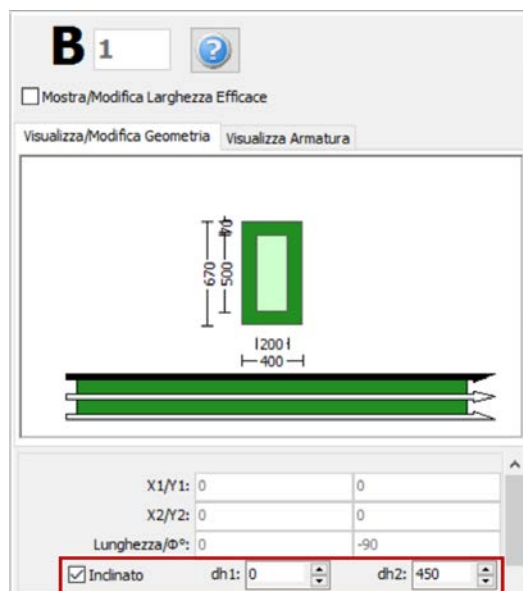 B 1
Mostra/Modifica Larghezza Efficace
Visualizza/Modifica Geometria Visualizza Armatura
670
500
200
400
X1/Y1: 0 0
X2/Y2: 0 0
Lunghezza/Φ°: 0 -90
Inclinato dh1: 0 dh2: 450